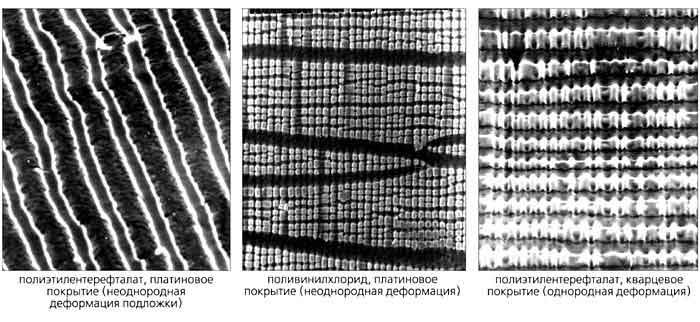 полиэтилентерефталат, платиновое
покрытие (неоднородная
деформация подложки)
поливинилхлорид, платиновое
покрытие (неоднородная деформация)
полиэтилентерефталат, кварцевое
покрытие (однородная деформация)